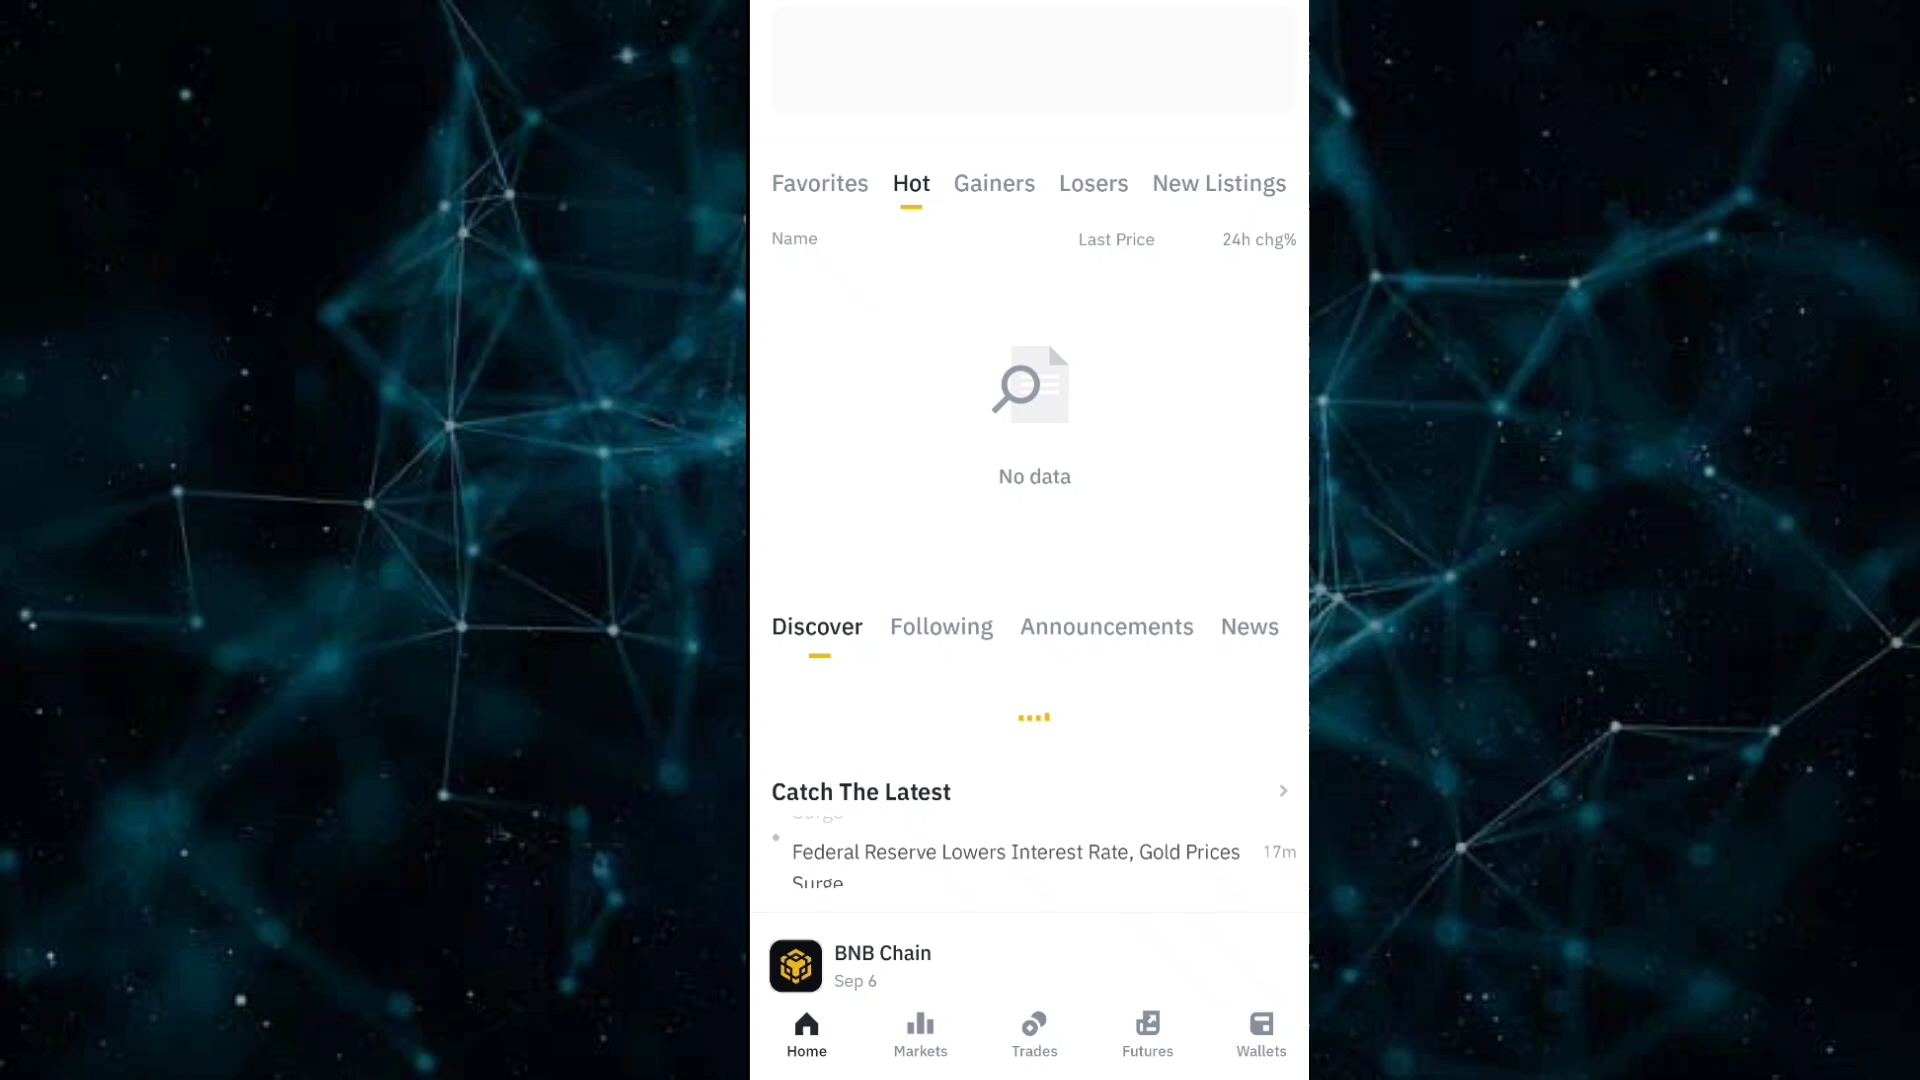 Favorites Hot Gainers Losers New Listings
Name Last Price 24h chg%
No data
Discover Following Announcements News
Catch The Latest
Surge
Federal Reserve Lowers Interest Rate, Gold Prices 17m
Surge
BNB Chain
Sep 6
Home Markets Trades Futures Wallets